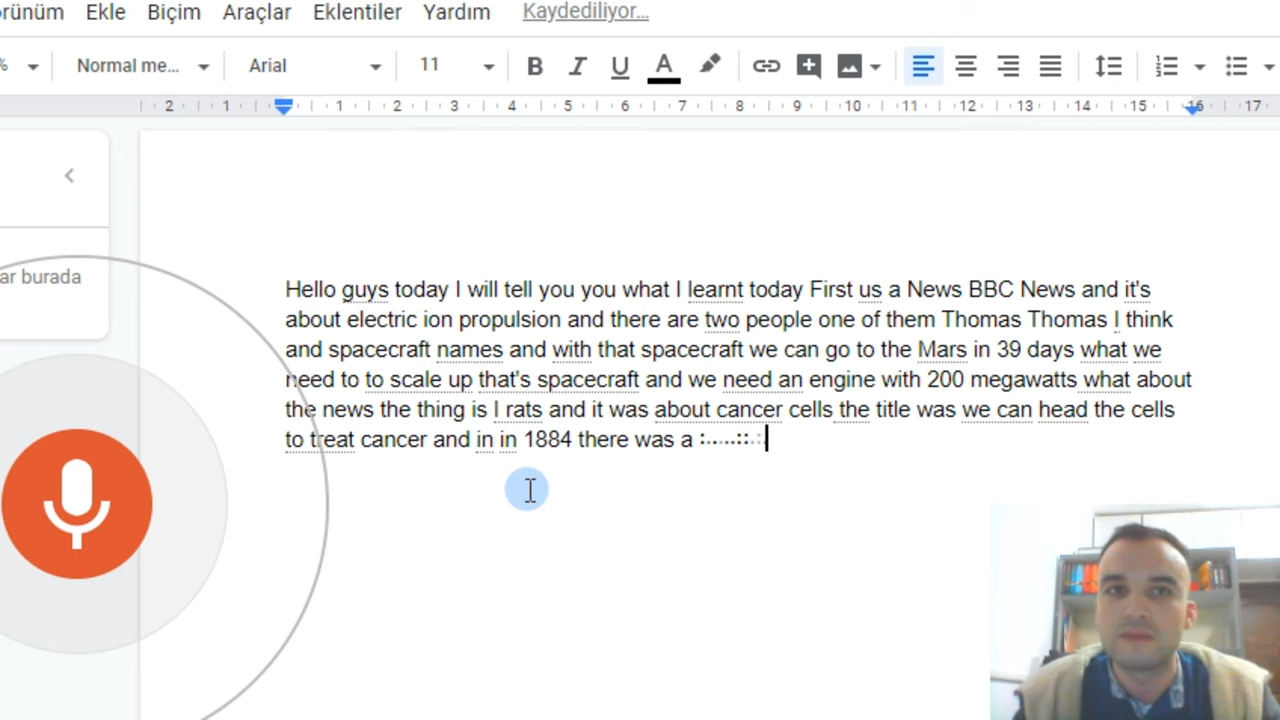 Görünüm Ekle Biçim Araçlar Eklentiler Yardım Kaydediliyor...
% Normal me... Arial 11 B I U A
2 1 1 2 3 4 5 6 7 8 9 10 11 12 13 14 15 16 17
ar burada
Hello guys today I will tell you you what I learnt today First us a News BBC News and it's
about electric ion propulsion and there are two people one of them Thomas Thomas I think
and spacecraft names and with that spacecraft we can go to the Mars in 39 days what we
need to to scale up that's spacecraft and we need an engine with 200 megawatts what about
the news the thing is I rats and it was about cancer cells the title was we can head the cells
to treat cancer and in in 1884 there was a